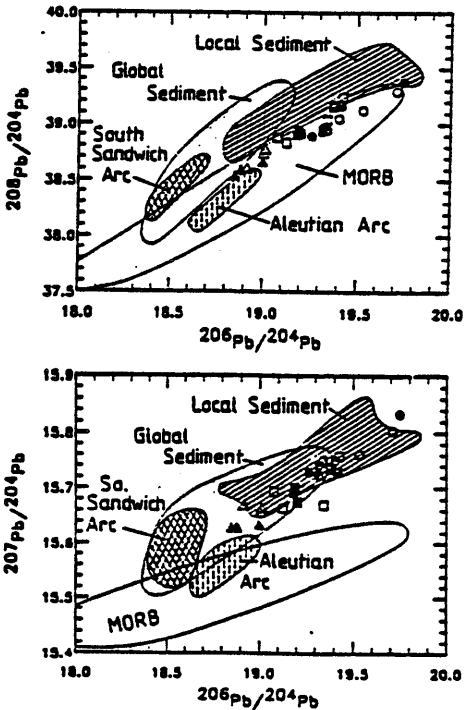 40.0
39.5
39.0
38.5
38.0
37.5
208Pb/204Pb
Local Sediment
Global
Sediment
South
Sandwich
Arc
MORB
Aleutian Arc
18.0 18.5 19.0 19.5 20.0
206Pb/204Pb
15.9
15.8
15.7
15.6
15.5
15.4
207Pb/204Pb
Local Sediment
Global
Sediment
So.
Sandwich
Arc
Aleutian
Arc
MORB
18.0 18.5 19.0 19.5 20.0
206Pb/204Pb